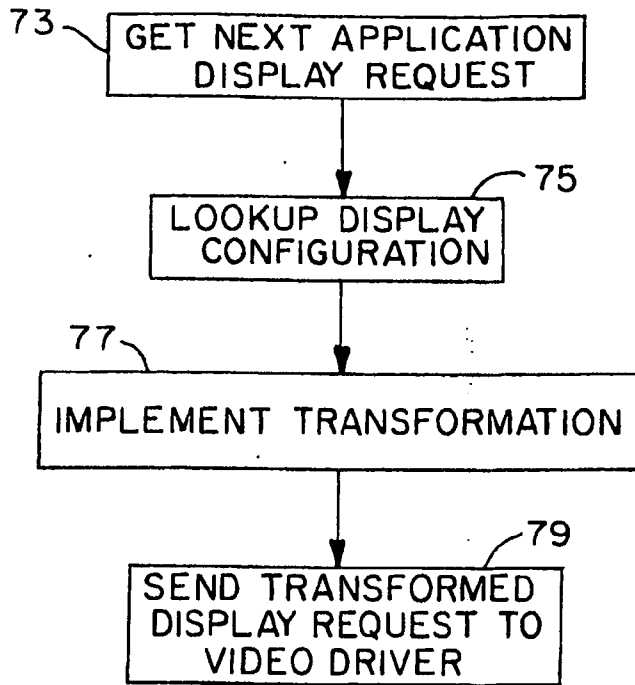 73
GET NEXT APPLICATION
DISPLAY REQUEST
75
LOOKUP DISPLAY
CONFIGURATION
77
IMPLEMENT TRANSFORMATION
79
SEND TRANSFORMED
DISPLAY REQUEST TO
VIDEO DRIVER